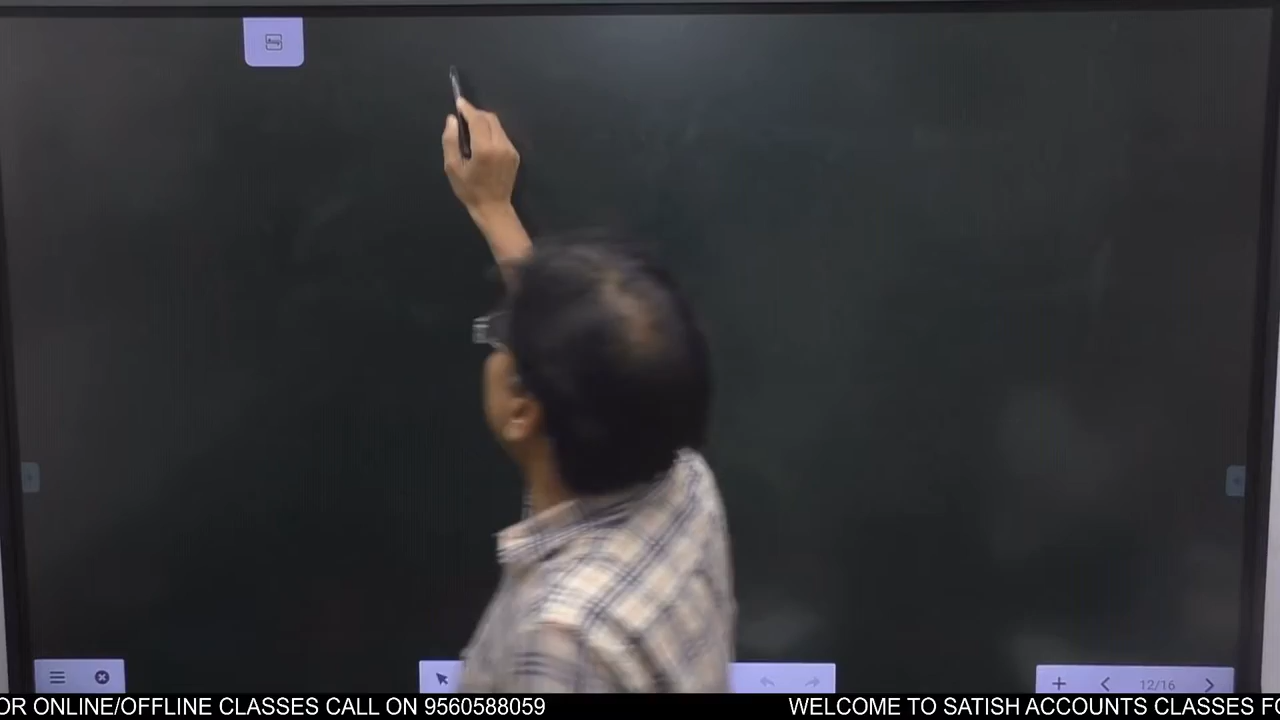 12/16
OR ONLINE/OFFLINE CLASSES CALL ON 9560588059 WELCOME TO SATISH ACCOUNTS CLASSES FO